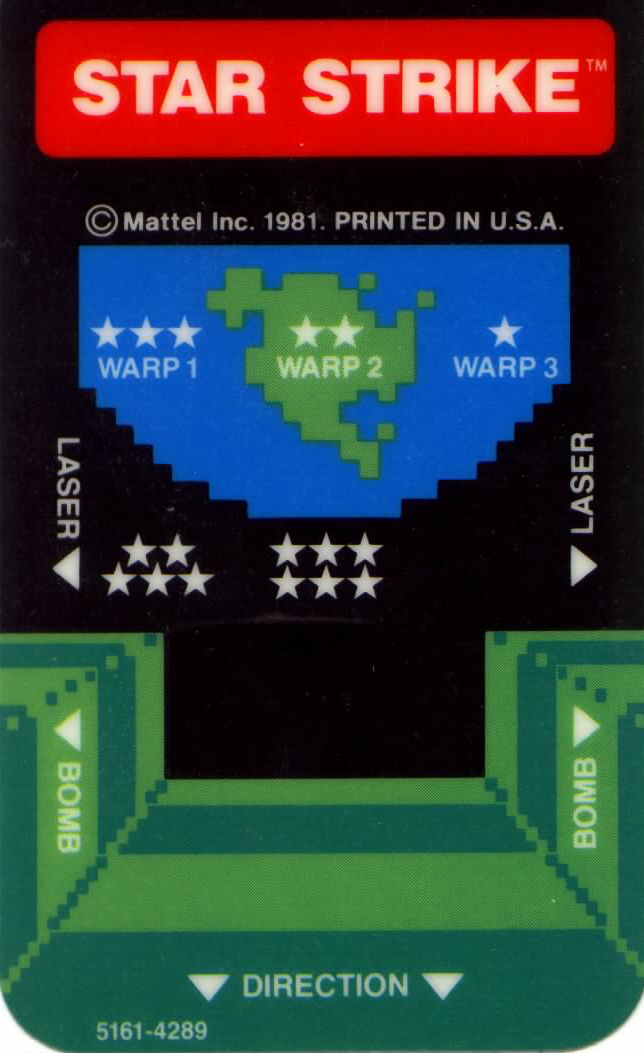 STAR STRIKE™
© Mattel Inc. 1981. PRINTED IN U.S.A.
WARP 1 WARP 2 WARP 3
LASER LASER
BOMB BOMB
DIRECTION
5161-4289